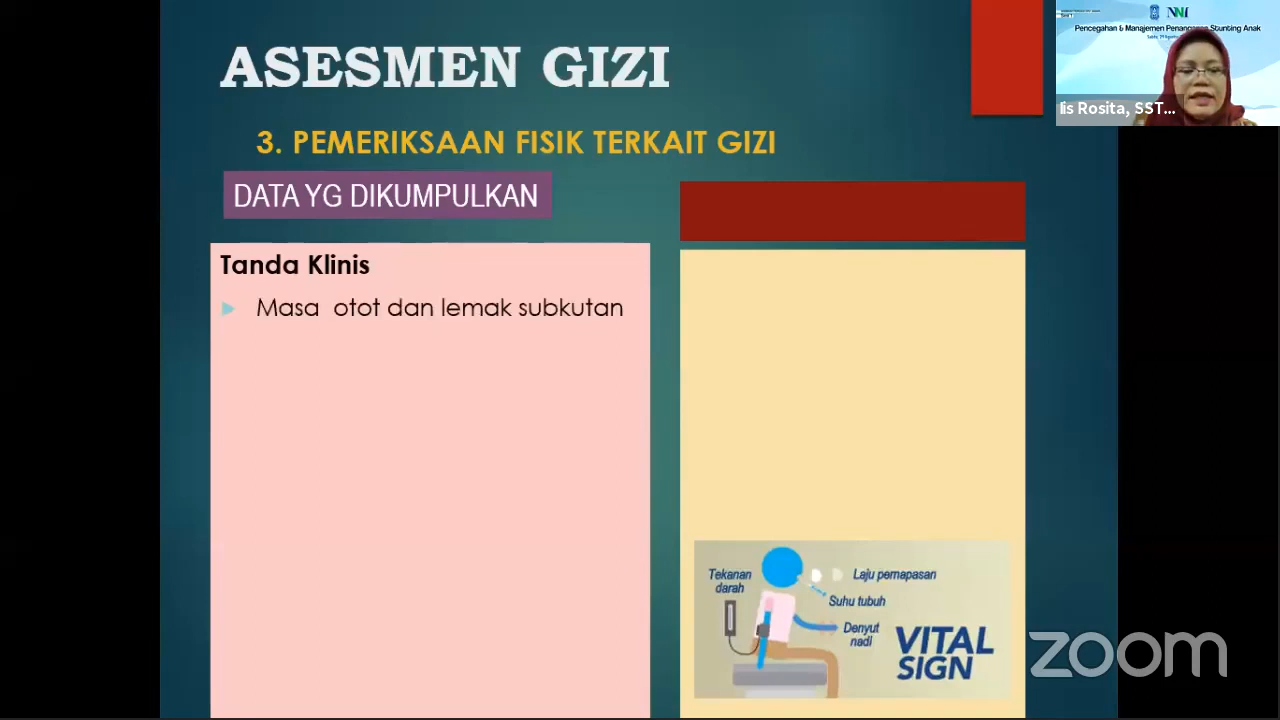 ASESMEN GIZI
3. PEMERIKSAAN FISIK TERKAIT GIZI
DATA YG DIKUMPULKAN
Tanda Klinis
Masa otot dan lemak subkutan
Tekanan
darah
Laju pernapasan
Suhu tubuh
Denyut
nadi
VITAL
SIGN
Pencegahan & Manajemen Penanganan Stunting Anak
Iis Rosita, SST...
zoom